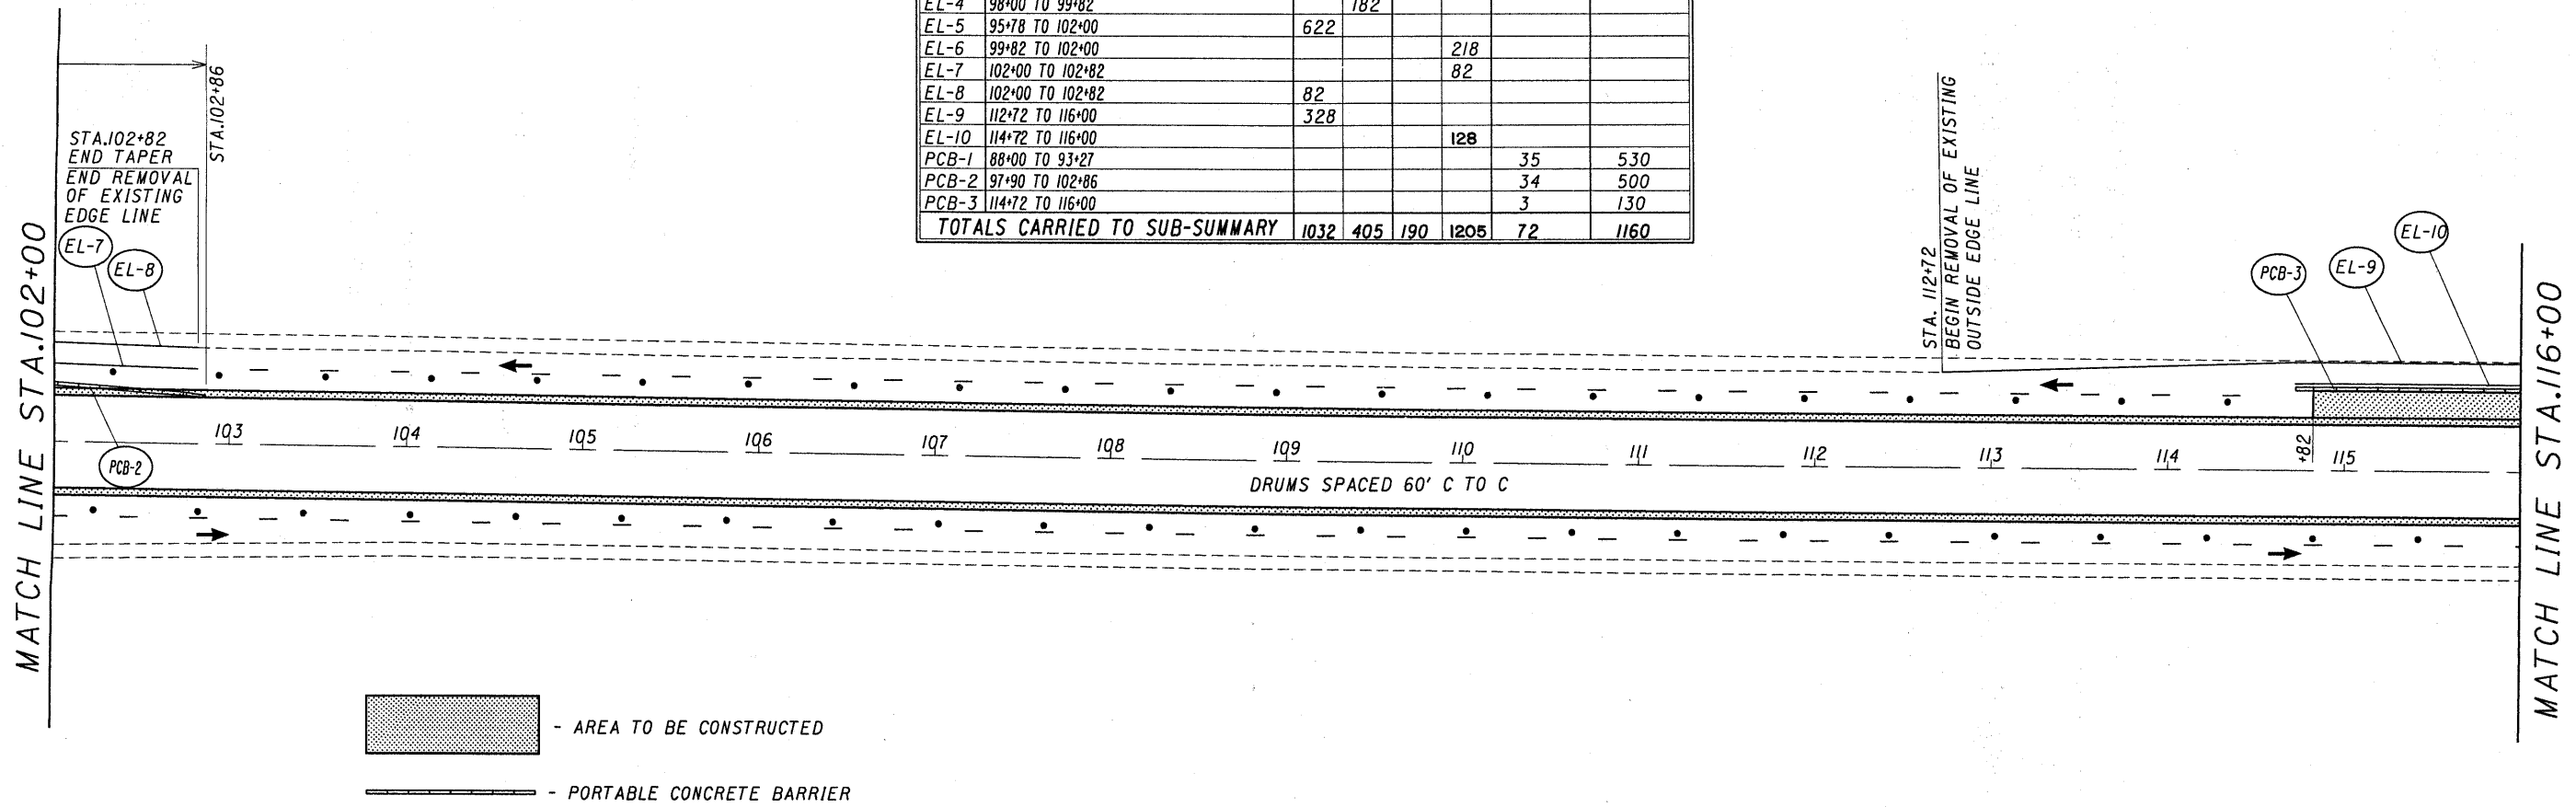 EL-4 98+00 TO 99+82 182
EL-5 95+78 TO 102+00 622
EL-6 99+82 TO 102+00 218
EL-7 102+00 TO 102+82 82
EL-8 102+00 TO 102+82 82
EL-9 112+72 TO 116+00 328
EL-10 114+72 TO 116+00 128
PCB-1 88+00 TO 93+27 35 530
PCB-2 97+90 TO 102+86 34 500
PCB-3 114+72 TO 116+00 3 130
TOTALS CARRIED TO SUB-SUMMARY 1032 405 190 1205 72 1160
MATCH LINE STA.102+00
STA.102+86
STA.102+82
END TAPER
END REMOVAL
OF EXISTING
EDGE LINE
EL-7
EL-8
PCB-2
STA. 112+72
BEGIN REMOVAL OF EXISTING
OUTSIDE EDGE LINE
PCB-3
EL-9
EL-10
103 104 105 106 107 108 109 110 111 112 113 114 +82 115
DRUMS SPACED 60' C TO C
MATCH LINE STA.116+00
- AREA TO BE CONSTRUCTED
- PORTABLE CONCRETE BARRIER